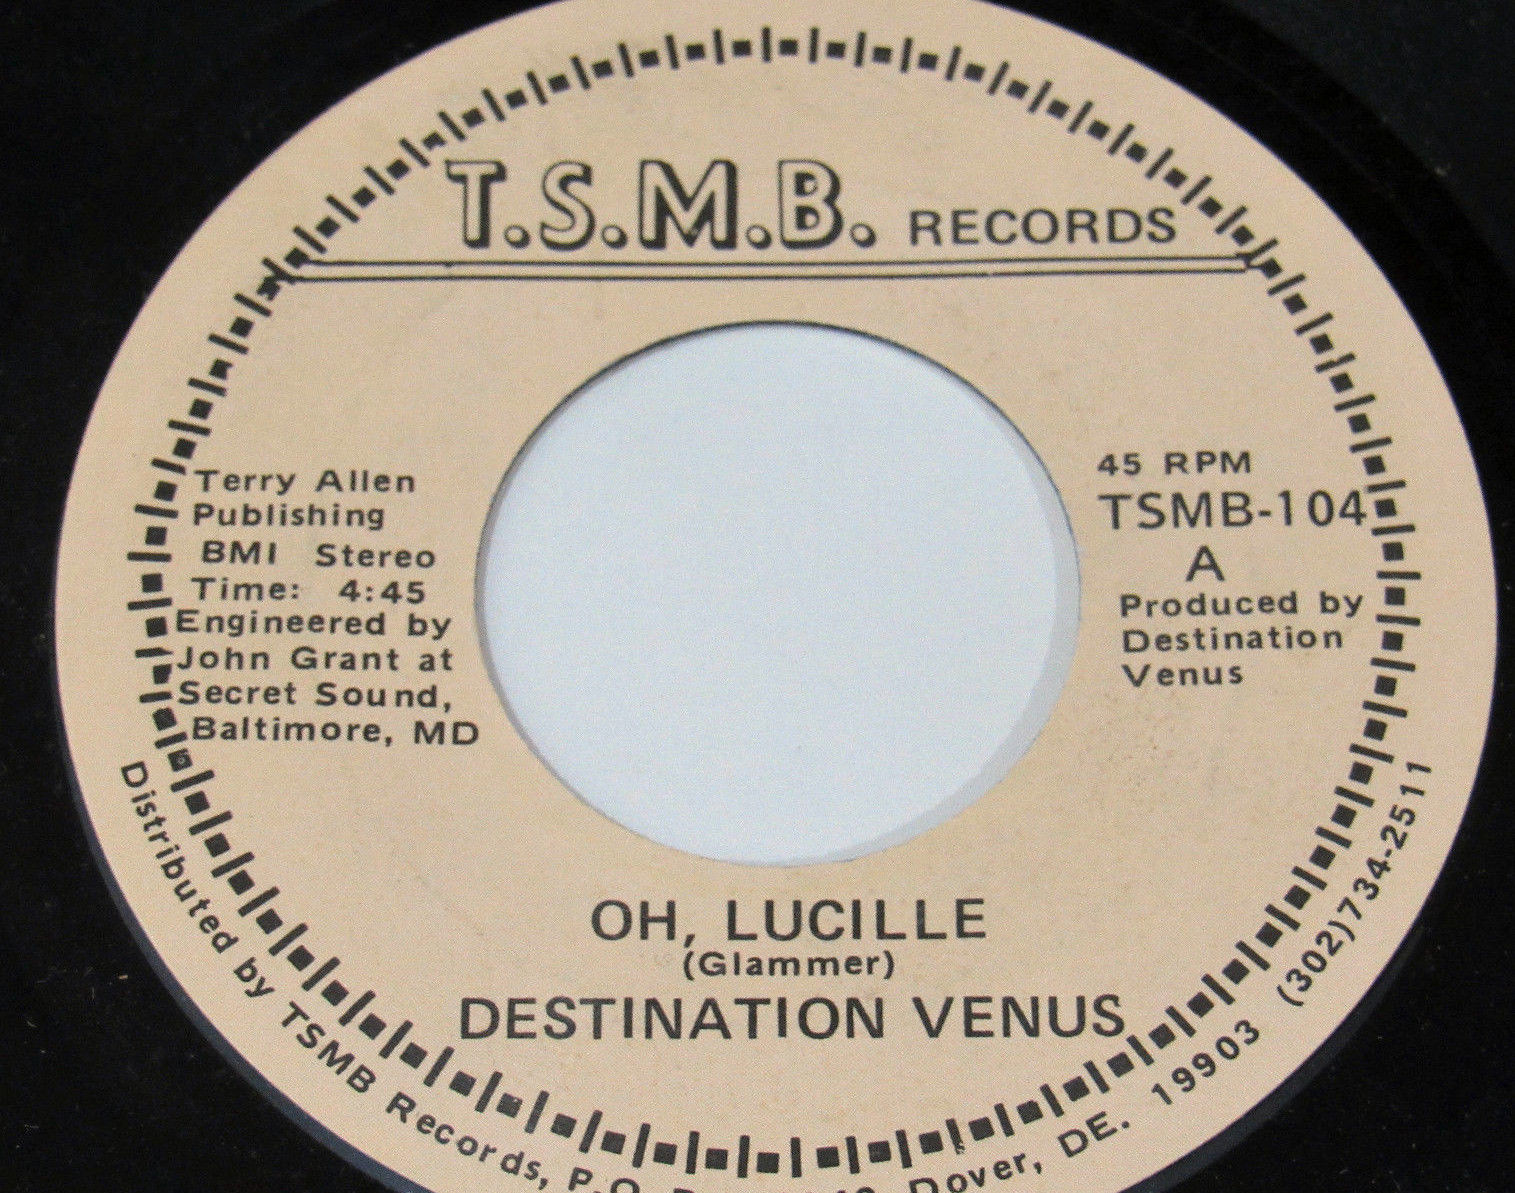 T.S.M.B. RECORDS
Terry Allen
Publishing
BMI Stereo
Time: 4:45
Engineered by
John Grant at
Secret Sound,
Baltimore, MD
45 RPM
TSMB-104
A
Produced by
Destination
Venus
OH, LUCILLE
(Glammer)
DESTINATION VENUS
Distributed by TSMB Records, P.O. Dover, DE. 19903 (302)734-2511